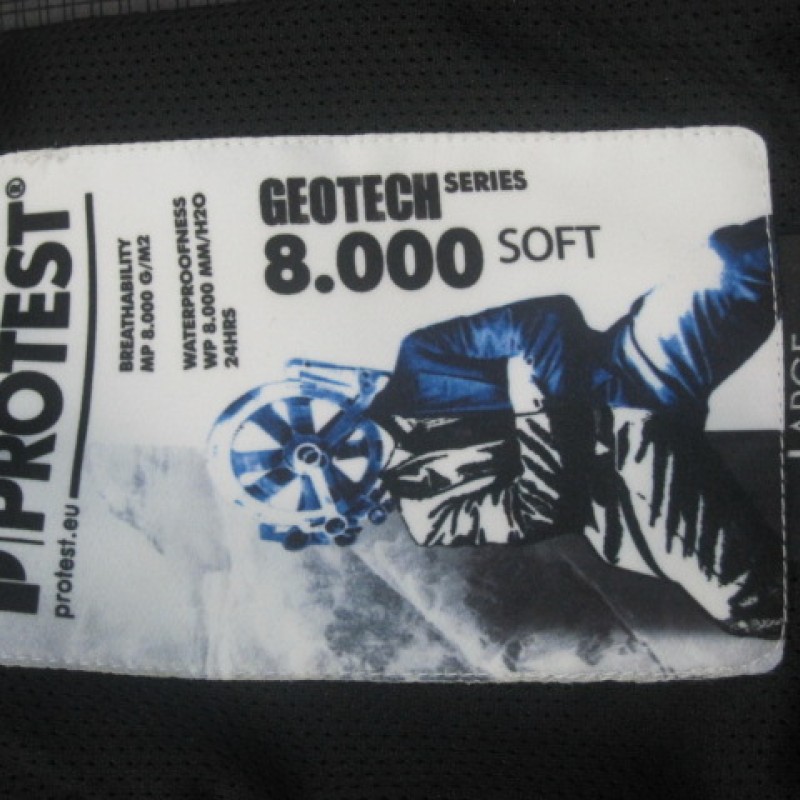 GEOTECH SERIES
8.000 SOFT
BREATHABILITY
MP 8.000 G/M2
WATERPROOFNESS
WP 8.000 MM/H2O
24HRS
PROTEST®
protest.eu
LARGE